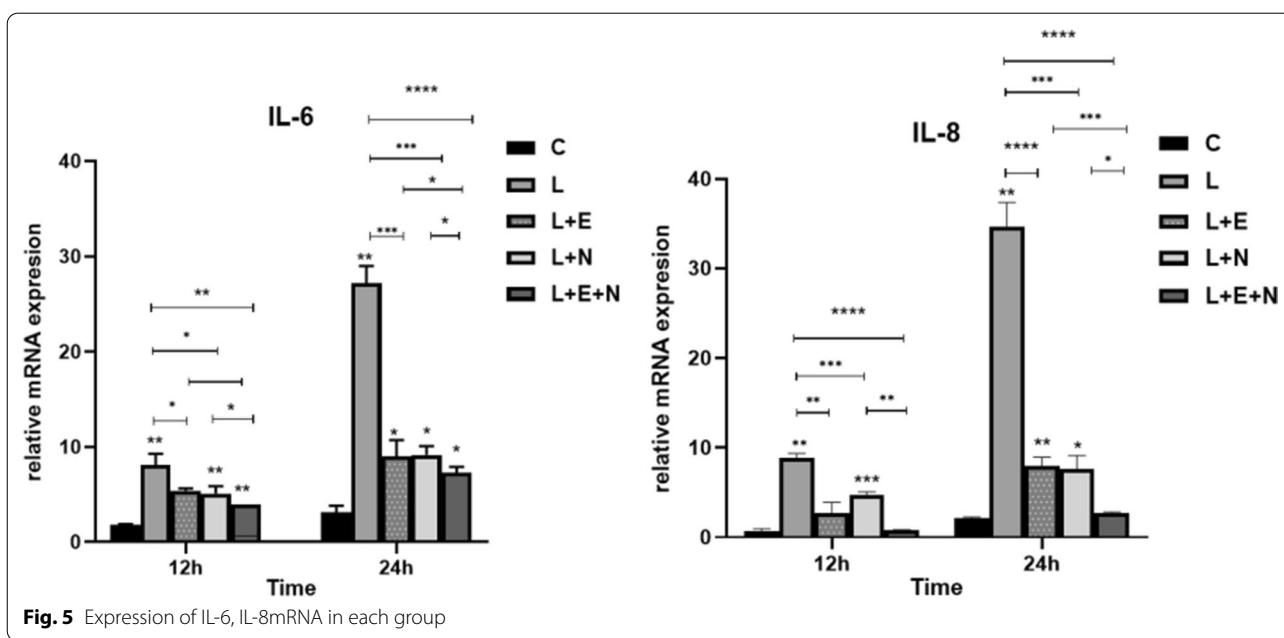 IL-6
relative mRNA expresion
40
30
20
10
0
12h
24h
Time
**
*
*
*
**
**
**
****
***
*
***
*
**
*
*
*
C
L
L+E
L+N
L+E+N
IL-8
relative mRNA expresion
40
30
20
10
0
12h
24h
Time
****
***
**
**
**
***
****
***
***
****
*
**
**
*
C
L
L+E
L+N
L+E+N
Fig. 5 Expression of IL-6, IL-8mRNA in each group